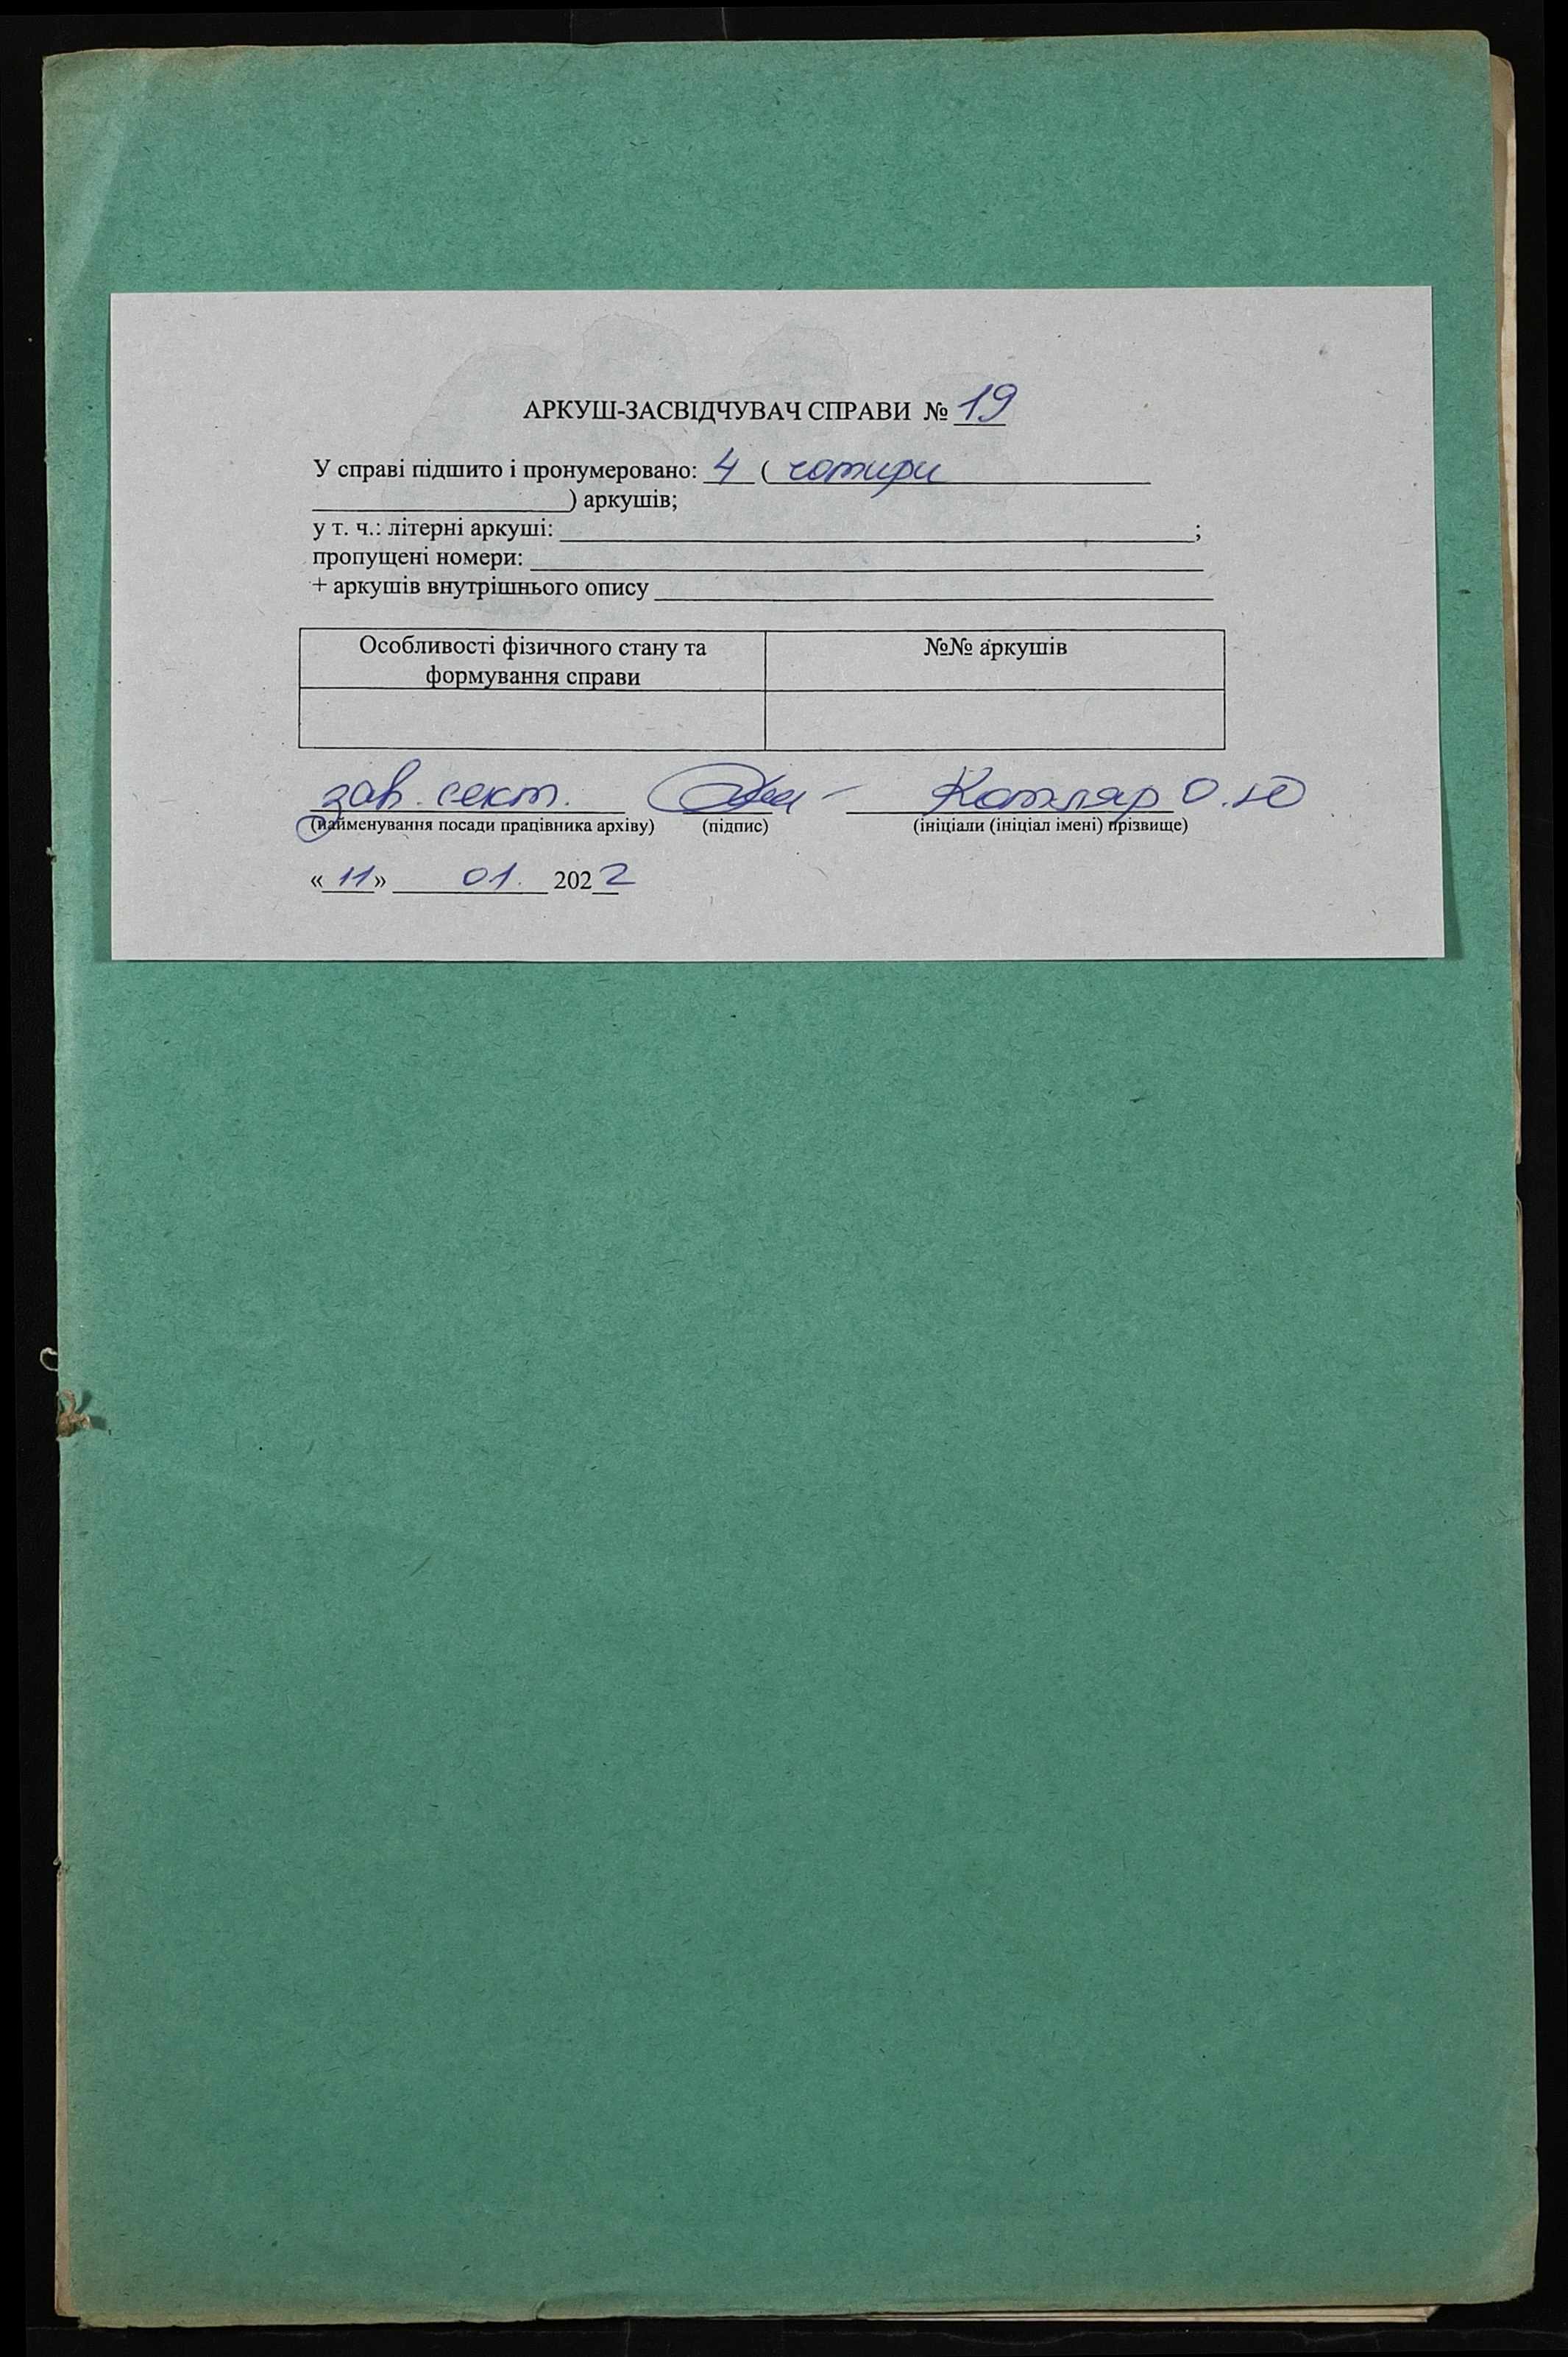 АРКУШ-ЗАСВІДЧУВАЧ СПРАВИ № 19
У справі підшито і пронумеровано: 4 ( чотири
) аркушів;
у т. ч.: літерні аркуші: ;
пропущені номери:
+ аркушів внутрішнього опису
Особливості фізичного стану та формування справи
№№ аркушів
зав. сект. Котляр О.Ю
(найменування посади працівника архіву) (підпис) (ініціали (ініціал імені) прізвище)
« 11 » 01. 2022